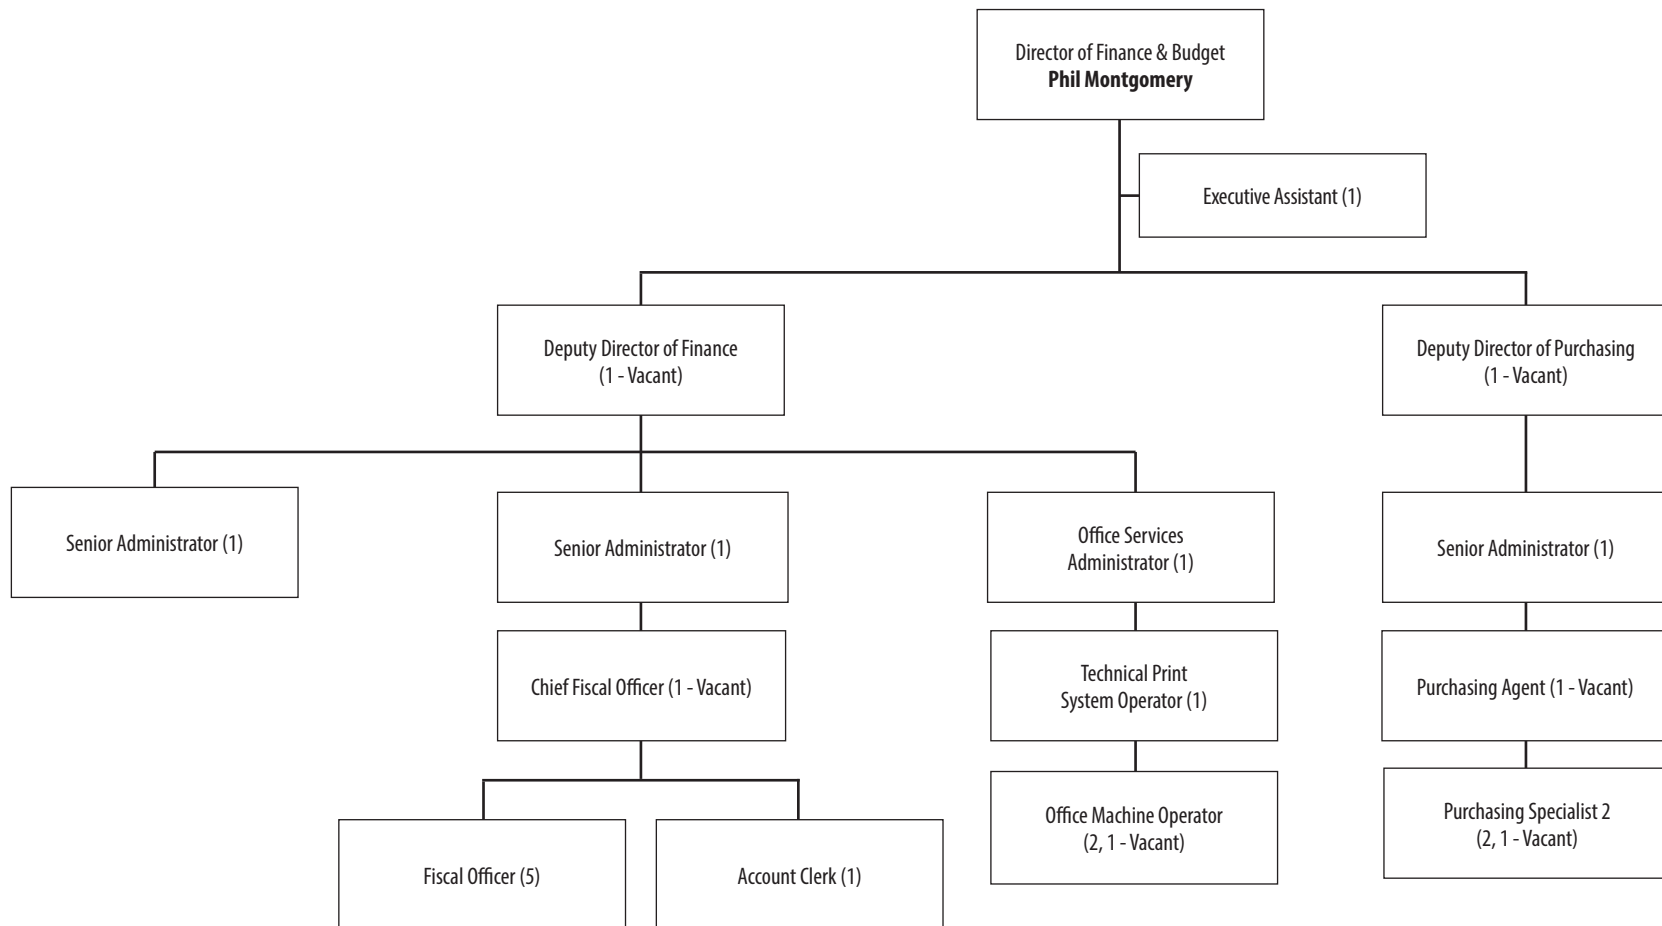 Director of Finance & Budget
Phil Montgomery
Executive Assistant (1)
Deputy Director of Finance
(1 - Vacant)
Deputy Director of Purchasing
(1 - Vacant)
Senior Administrator (1)
Senior Administrator (1)
Office Services
Administrator (1)
Senior Administrator (1)
Chief Fiscal Officer (1 - Vacant)
Technical Print
System Operator (1)
Purchasing Agent (1 - Vacant)
Office Machine Operator
(2, 1 - Vacant)
Purchasing Specialist 2
(2, 1 - Vacant)
Fiscal Officer (5)
Account Clerk (1)